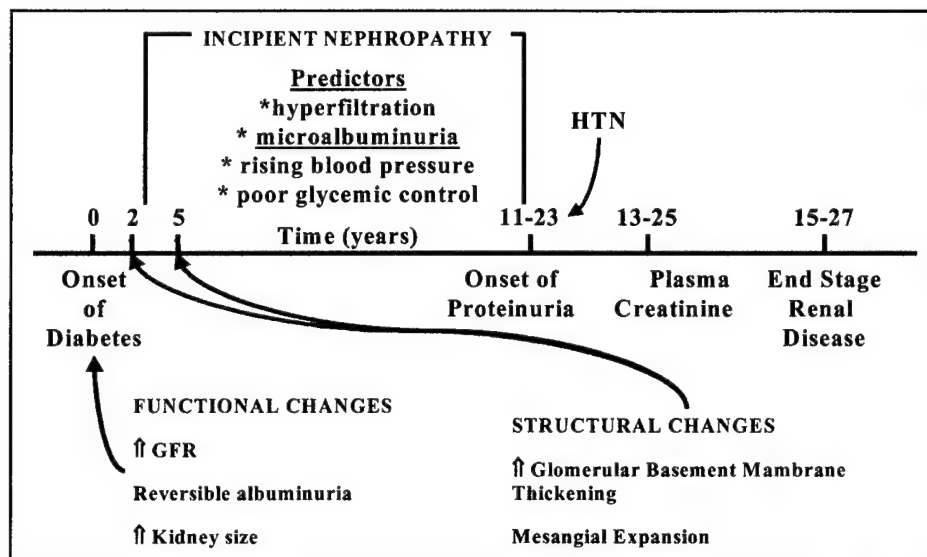 INCIPIENT NEPHROPATHY
Predictors
*hyperfiltration
* microalbuminuria
* rising blood pressure
* poor glycemic control
HTN
0 2 5 Time (years) 11-23 13-25 15-27
Onset of Diabetes
Onset of Proteinuria
Plasma Creatinine
End Stage Renal Disease
FUNCTIONAL CHANGES
⇑ GFR
Reversible albuminuria
⇑ Kidney size
STRUCTURAL CHANGES
⇑ Glomerular Basement Membrane
Thickening
Mesangial Expansion